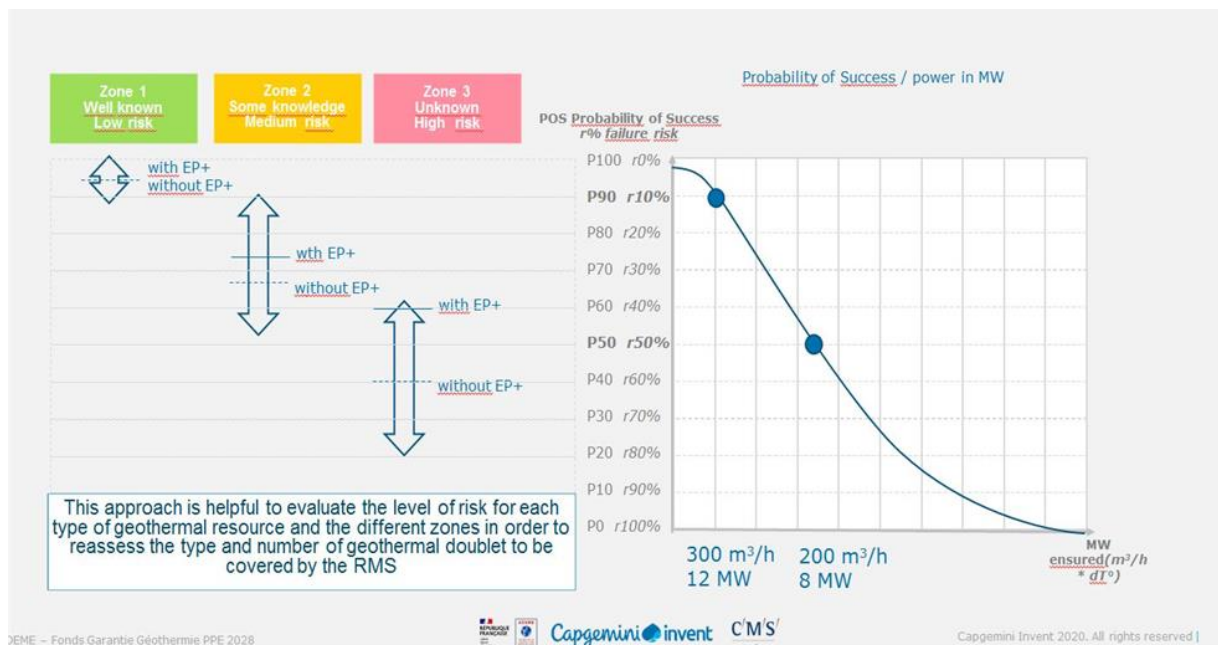 Zone 1
Well known
Low risk
Zone 2
Some knowledge
Medium risk
Zone 3
Unknown
High risk
with EP+
without EP+
wth EP+
without EP+
with EP+
without EP+
This approach is helpful to evaluate the level of risk for each
type of geothermal resource and the different zones in order to
reassess the type and number of geothermal doublet to be
covered by the RMS
Probability of Success / power in MW
POS Probability of Success
r% failure risk
P100 r0%
P90 r10%
P80 r20%
P70 r30%
P60 r40%
P50 r50%
P40 r60%
P30 r70%
P20 r80%
P10 r90%
P0 r100%
300 m³/h
12 MW
200 m³/h
8 MW
MW
ensured(m³/h
* dT°)
DEME – Fonds Garantie Géothermie PPE 2028
RÉPUBLIQUE
FRANÇAISE
Capgemini invent
C'M'S'
Capgemini Invent 2020. All rights reserved |